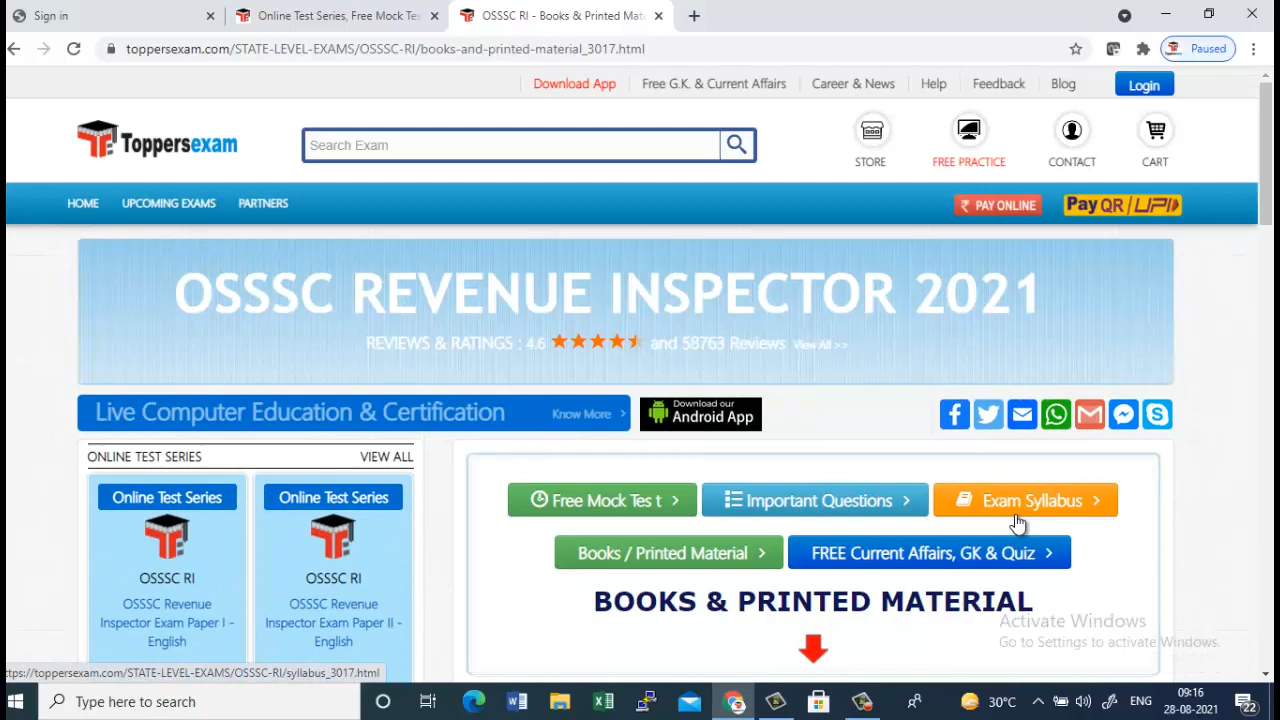 Sign in
Online Test Series, Free Mock Tes
OSSSC RI - Books & Printed Mat
toppersexam.com/STATE-LEVEL-EXAMS/OSSSC-RI/books-and-printed-material_3017.html
Paused
Download App
Free G.K. & Current Affairs
Career & News
Help
Feedback
Blog
Login
Toppersexam
Search Exam
STORE
FREE PRACTICE
CONTACT
CART
HOME
UPCOMING EXAMS
PARTNERS
₹ PAY ONLINE
Pay QR / UPI
OSSSC REVENUE INSPECTOR 2021
REVIEWS & RATINGS : 4.6 and 58763 Reviews View All >>
Live Computer Education & Certification
Know More
Download our
Android App
ONLINE TEST SERIES
VIEW ALL
Online Test Series
OSSSC RI
OSSSC Revenue
Inspector Exam Paper I -
English
Online Test Series
OSSSC RI
OSSSC Revenue
Inspector Exam Paper II -
English
Free Mock Tes t
Important Questions
Exam Syllabus
Books / Printed Material
FREE Current Affairs, GK & Quiz
BOOKS & PRINTED MATERIAL
Activate Windows
Go to Settings to activate Windows.
ttps://toppersexam.com/STATE-LEVEL-EXAMS/OSSSC-RI/syllabus_3017.html
Type here to search
30°C
ENG
09:16
28-08-2021
22